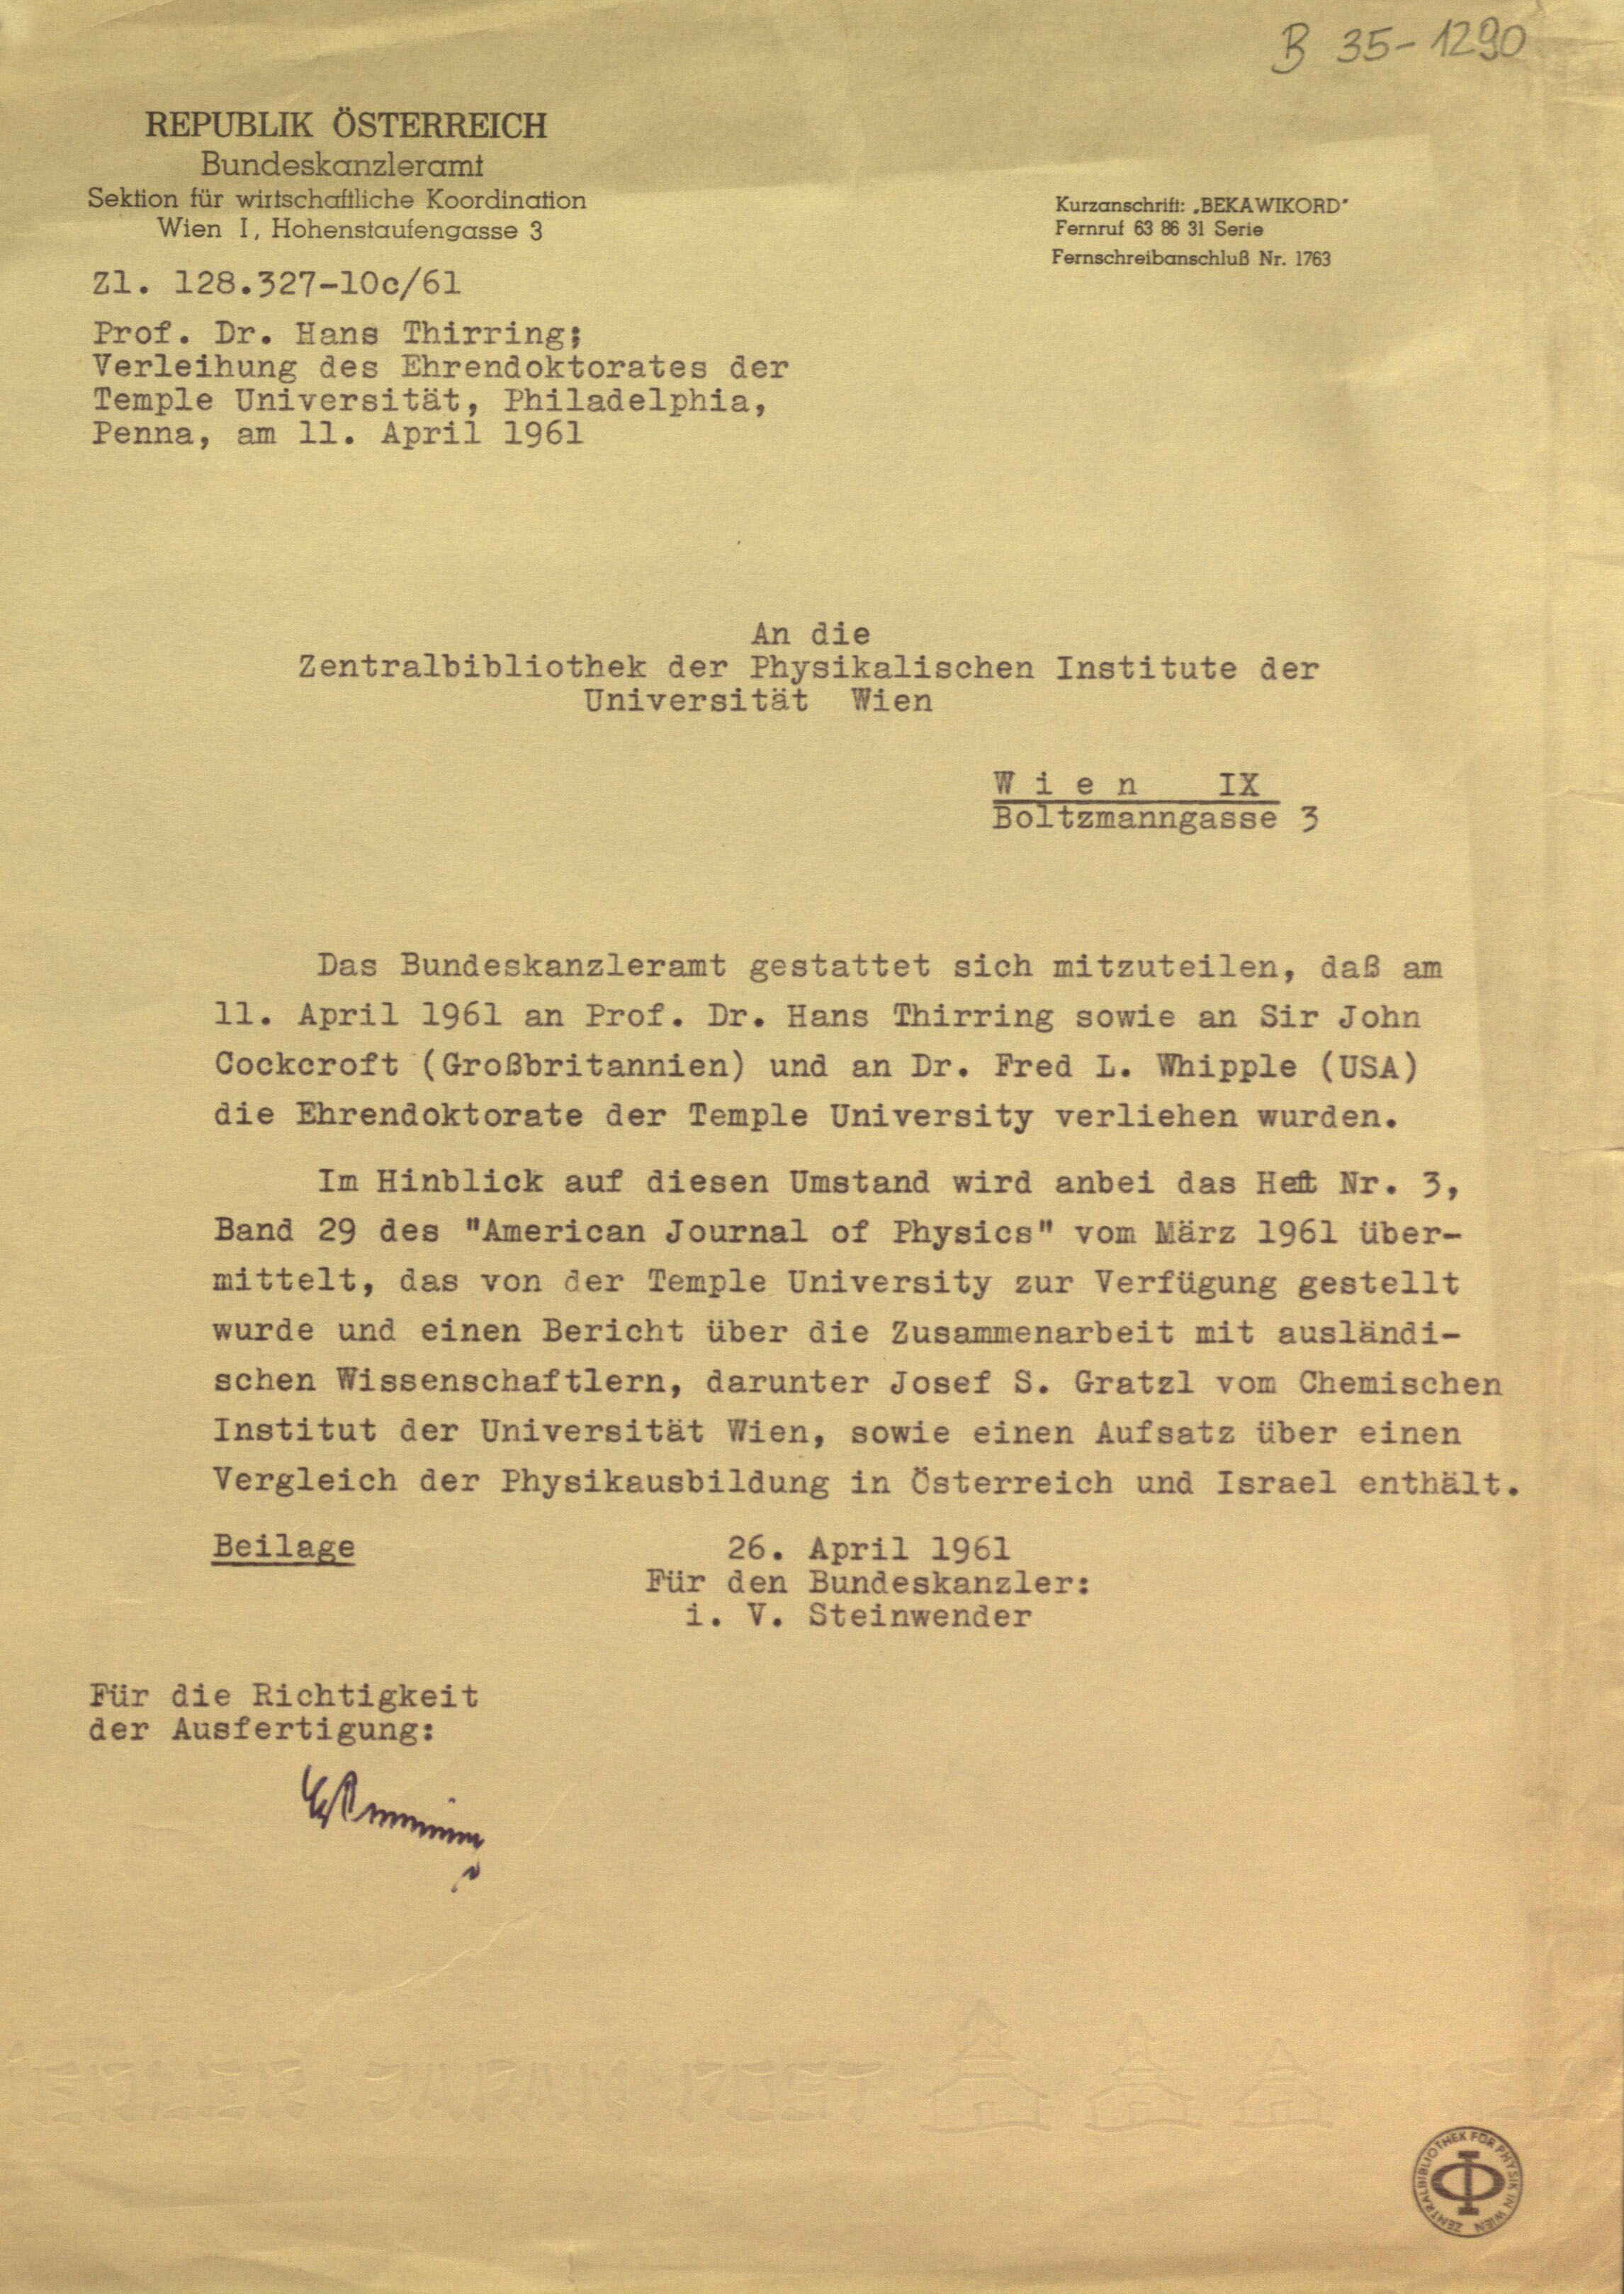 B 35-1290
REPUBLIK ÖSTERREICH
Bundeskanzleramt
Sektion für wirtschaftliche Koordination
Wien I, Hohenstaufengasse 3
Kurzanschrift: „BEKAWIKORD"
Fernruf 63 86 31 Serie
Fernschreibanschluß Nr. 1763
Zl. 128.327-10c/61
Prof. Dr. Hans Thirring;
Verleihung des Ehrendoktorates der
Temple Universität, Philadelphia,
Penna, am 11. April 1961
An die
Zentralbibliothek der Physikalischen Institute der
Universität Wien
W i e n IX
Boltzmanngasse 3
Das Bundeskanzleramt gestattet sich mitzuteilen, daß am
11. April 1961 an Prof. Dr. Hans Thirring sowie an Sir John
Cockcroft (Großbritannien) und an Dr. Fred L. Whipple (USA)
die Ehrendoktorate der Temple University verliehen wurden.
Im Hinblick auf diesen Umstand wird anbei das Heft Nr. 3,
Band 29 des "American Journal of Physics" vom März 1961 über-
mittelt, das von der Temple University zur Verfügung gestellt
wurde und einen Bericht über die Zusammenarbeit mit ausländi-
schen Wissenschaftlern, darunter Josef S. Gratzl vom Chemischen
Institut der Universität Wien, sowie einen Aufsatz über einen
Vergleich der Physikausbildung in Österreich und Israel enthält.
Beilage
26. April 1961
Für den Bundeskanzler:
i. V. Steinwender
Für die Richtigkeit
der Ausfertigung:
ZENTRALBIBLIOTHEK FÜR PHYSIK IN WIEN